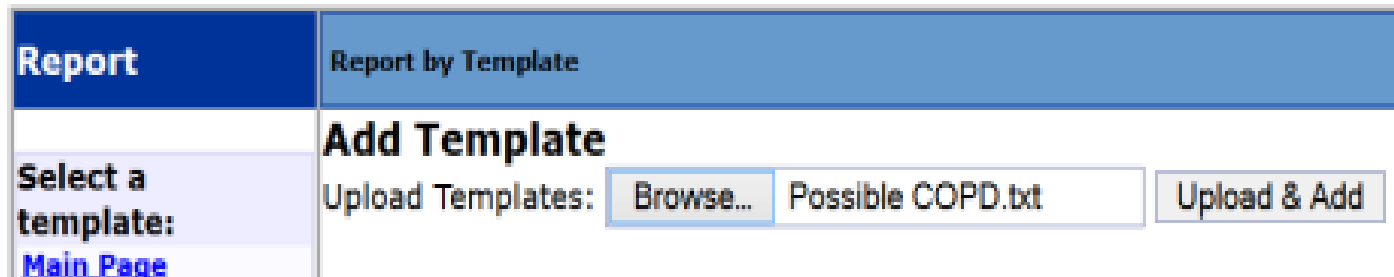 Report
Report by Template
Add Template
Select a
template:
Upload Templates: Browse... Possible COPD.txt Upload & Add
Main Page